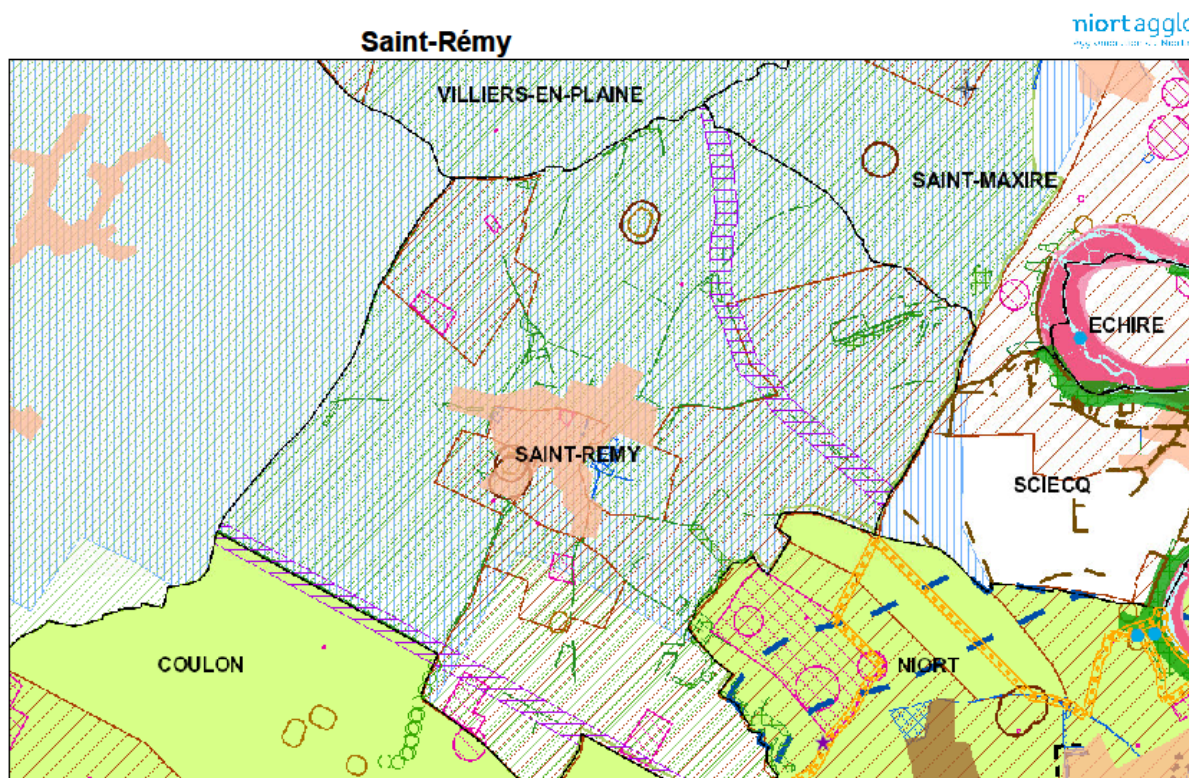 niortagglo
Saint-Rémy
VILLIERS-EN-PLAINE
SAINT-MAXIRE
ECHIRE
SAINT-REMY
SCIECQ
COULON
NIORT